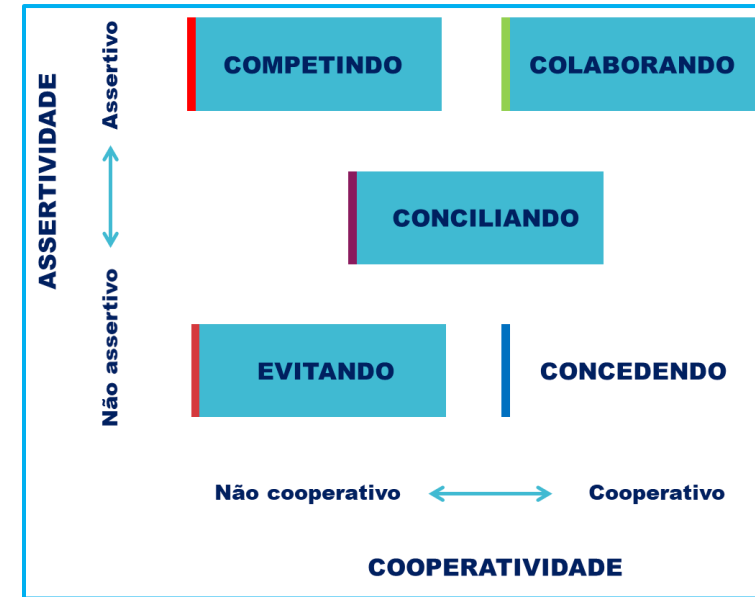 ASSERTIVIDADE
Assertivo
Não assertivo
COMPETINDO
COLABORANDO
CONCILIANDO
EVITANDO
CONCEDENDO
Não cooperativo
Cooperativo
COOPERATIVIDADE